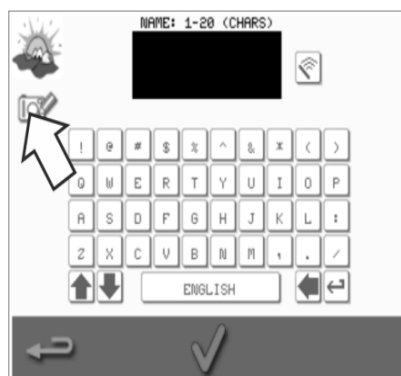 NAME: 1-20 (CHARS)
! @ # $ % ^ & * ( )
Q W E R T Y U I O P
A S D F G H J K L :
Z X C V B N M , . /
ENGLISH